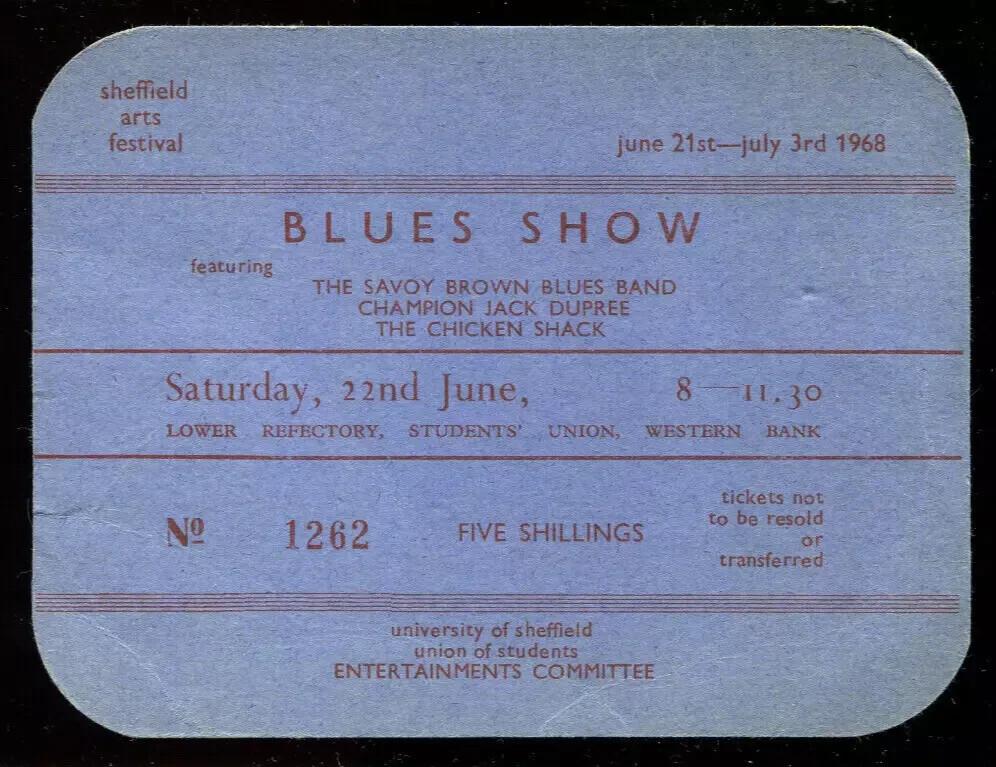 sheffield
arts
festival
june 21st—july 3rd 1968
BLUES SHOW
featuring
THE SAVOY BROWN BLUES BAND
CHAMPION JACK DUPREE
THE CHICKEN SHACK
Saturday, 22nd June, 8—11.30
LOWER REFECTORY, STUDENTS' UNION, WESTERN BANK
Nº 1262 FIVE SHILLINGS
tickets not
to be resold
or
transferred
university of sheffield
union of students
ENTERTAINMENTS COMMITTEE